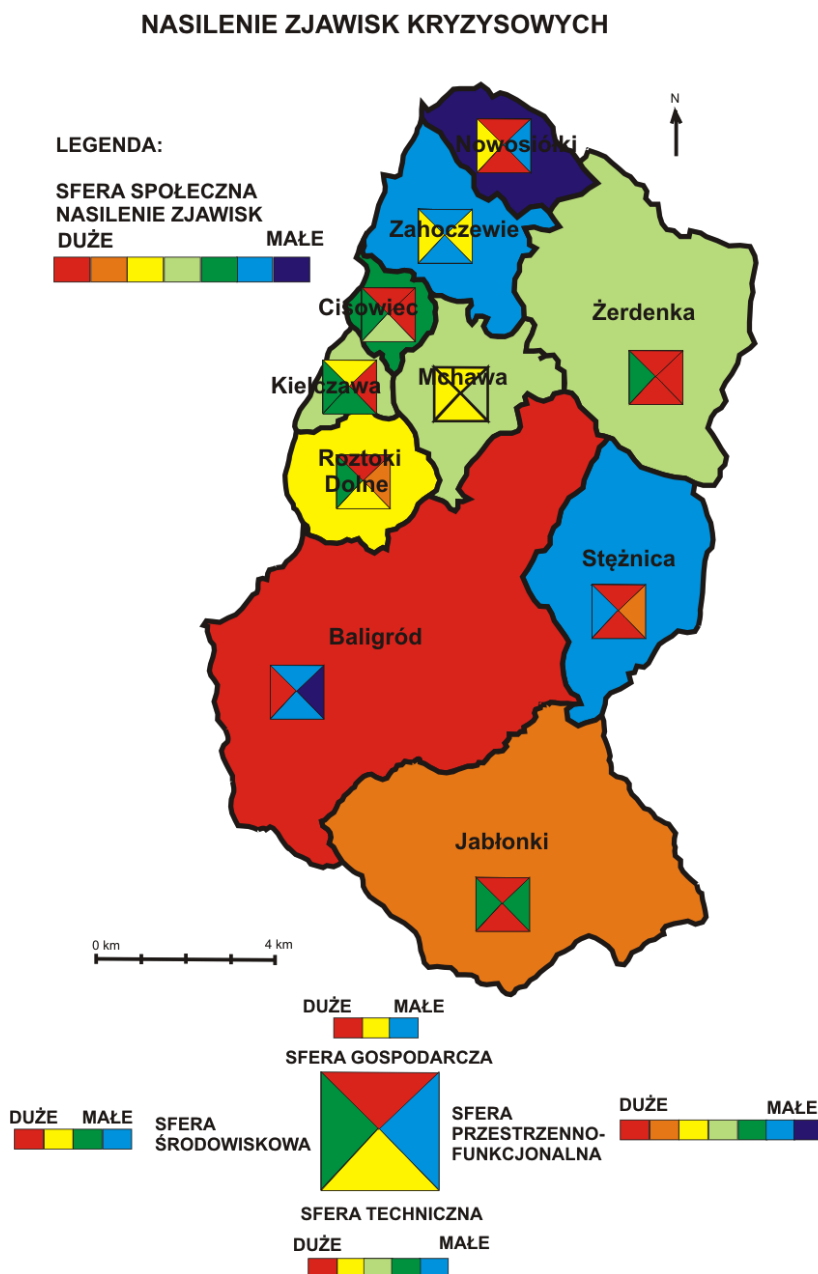 NASILENIE ZJAWISK KRYZYSOWYCH
N
LEGENDA:
SFERA SPOŁECZNA
NASILENIE ZJAWISK
DUŻE MAŁE
Nowosiółki
Zahoczewie
Cisowiec
Żerdenka
Kiełczawa
Mchawa
Roztoki
Dolne
Stężnica
Baligród
Jabłonki
0 km 4 km
DUŻE MAŁE
SFERA GOSPODARCZA
DUŻE MAŁE
SFERA
ŚRODOWISKOWA
SFERA
PRZESTRZENNO-
FUNKCJONALNA
DUŻE MAŁE
SFERA TECHNICZNA
DUŻE MAŁE